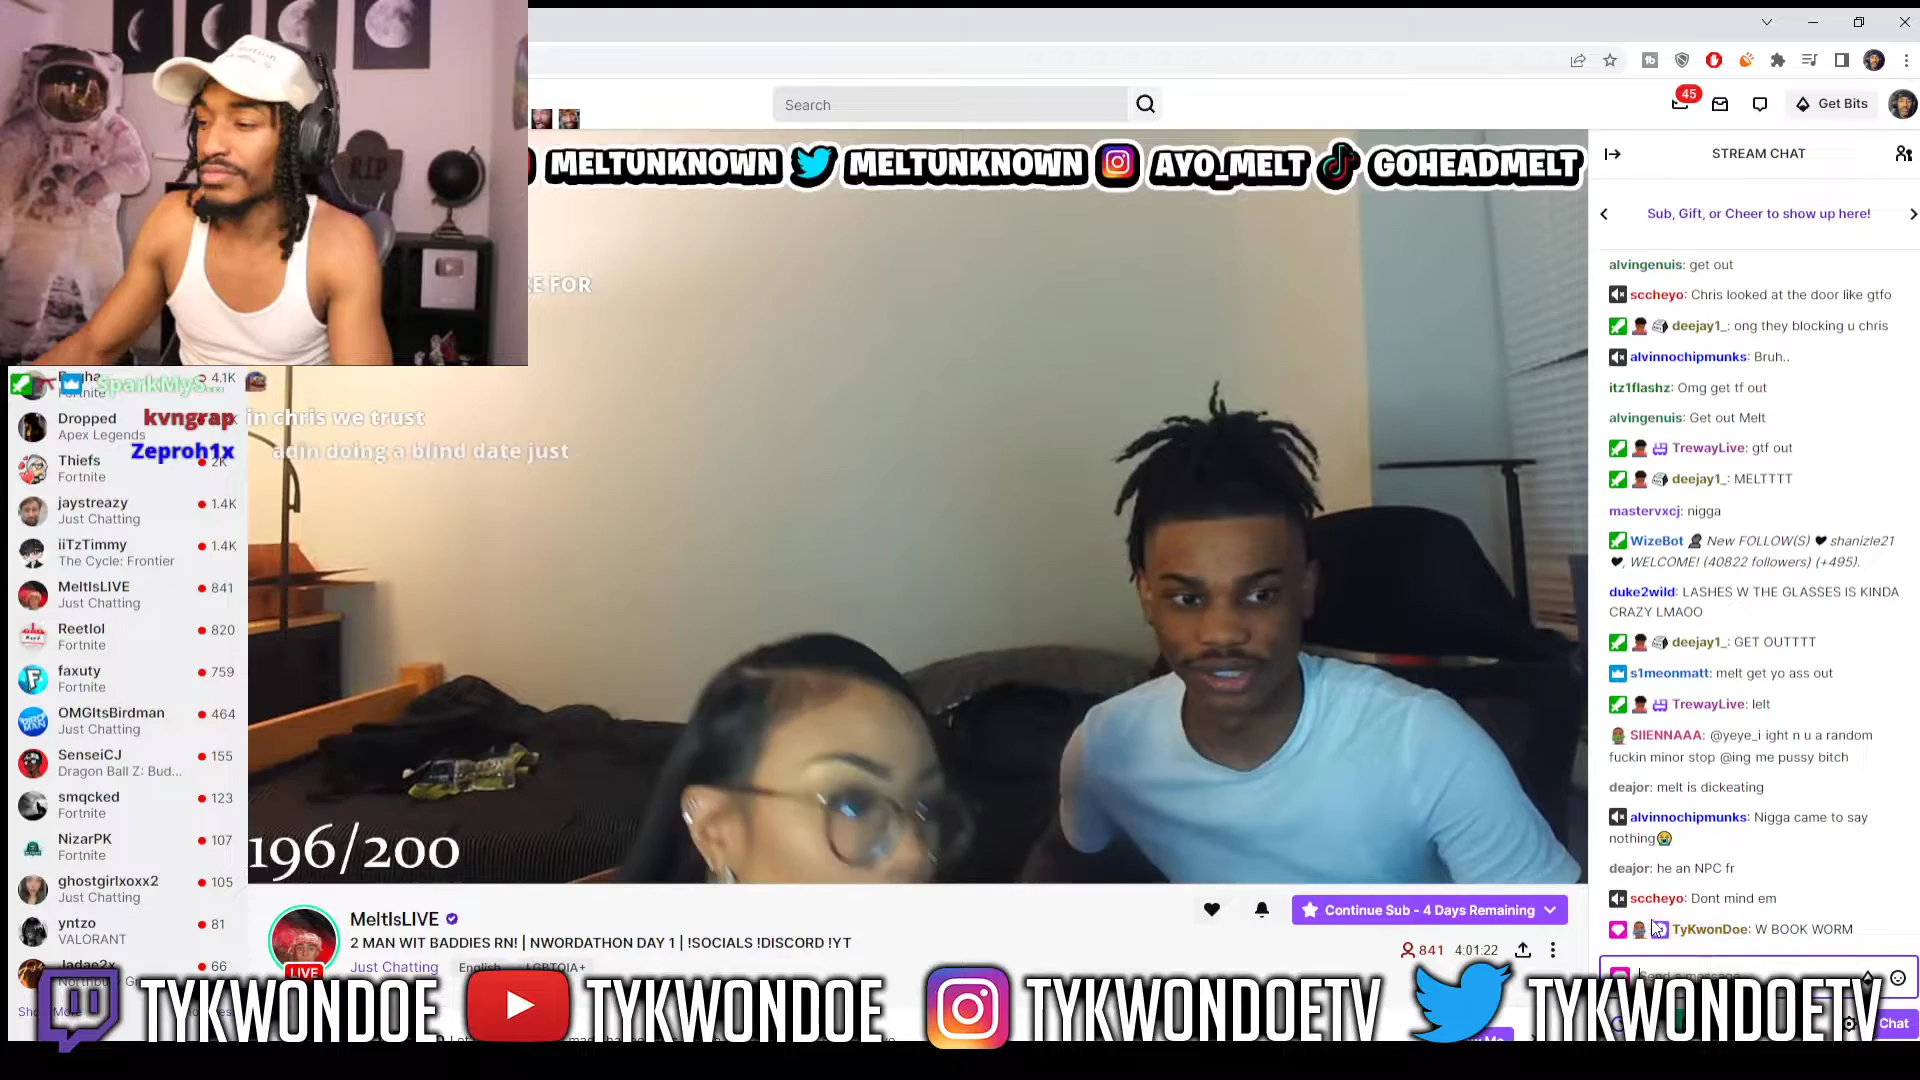 Search
45
Get Bits
MELTUNKNOWN MELTUNKNOWN AYO_MELT GOHEADMELT
RE FOR
RIP
STREAM CHAT
Sub, Gift, or Cheer to show up here!
SparkMyS...
kvngrap in chris we trust
Zeproh1x adin doing a blind date just
4.1K
Fortnite
Dropped
Apex Legends
Thiefs 2K
Fortnite
jaystreazy 1.4K
Just Chatting
iiTzTimmy 1.4K
The Cycle: Frontier
MeltIsLIVE 841
Just Chatting
Reetlol 820
Fortnite
faxuty 759
Fortnite
OMGItsBirdman 464
Just Chatting
SenseiCJ 155
Dragon Ball Z: Bud...
smqcked 123
Fortnite
NizarPK 107
Fortnite
ghostgirlxoxx2 105
Just Chatting
yntzo 81
VALORANT
Jadae2x 66
196/200
MeltIsLIVE
2 MAN WIT BADDIES RN! | NWORDATHON DAY 1 | !SOCIALS !DISCORD !YT
Just Chatting English LGBTQIA+
LIVE
Continue Sub - 4 Days Remaining
841 4:01:22
alvingenuis: get out
sccheyo: Chris looked at the door like gtfo
deejay1_: ong they blocking u chris
alvinnochipmunks: Bruh..
itz1flashz: Omg get tf out
alvingenuis: Get out Melt
TrewayLive: gtf out
deejay1_: MELTTTT
mastervxcj: nigga
WizeBot New FOLLOW(S) ♥ shanizle21
♥, WELCOME! (40822 followers) (+495).
duke2wild: LASHES W THE GLASSES IS KINDA
CRAZY LMAOO
deejay1_: GET OUTTTT
s1meonmatt: melt get yo ass out
TrewayLive: lelt
SIIENNAAA: @yeye_i ight n u a random
fuckin minor stop @ing me pussy bitch
deajor: melt is dickeating
alvinnochipmunks: Nigga came to say
nothing😭
deajor: he an NPC fr
sccheyo: Dont mind em
TyKwonDoe: W BOOK WORM
Send a message
Chat
TYKWONDOE TYKWONDOE TYKWONDOETV TYKWONDOETV